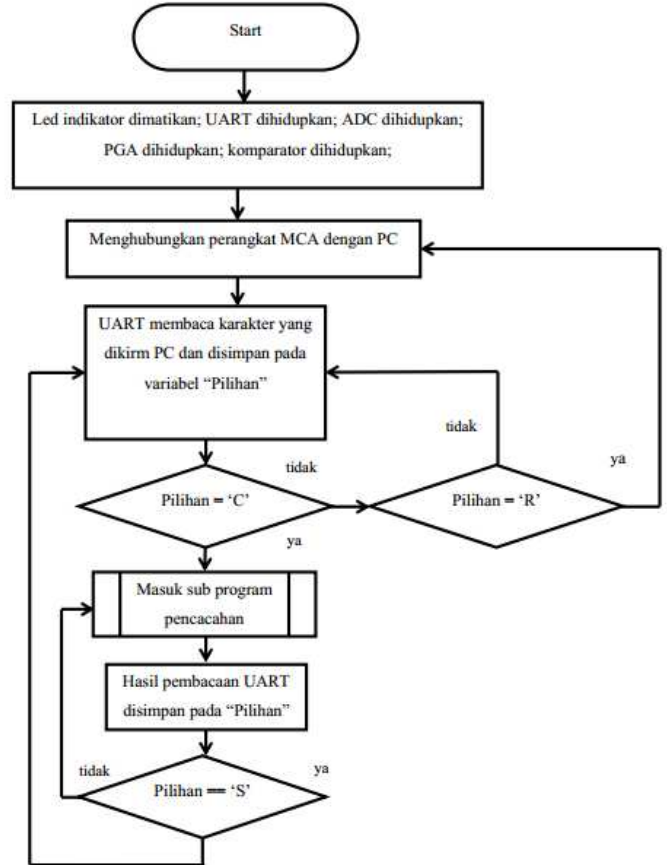 Start
Led indikator dimatikan; UART dihidupkan; ADC dihidupkan;
PGA dihidupkan; komparator dihidupkan;
Menghubungkan perangkat MCA dengan PC
UART membaca karakter yang
dikirm PC dan disimpan pada
variabel “Pilihan”
tidak
tidak
ya
Pilihan = ‘C’
Pilihan = ‘R’
ya
Masuk sub program
pencacahan
Hasil pembacaan UART
disimpan pada “Pilihan”
tidak
ya
Pilihan == ‘S’